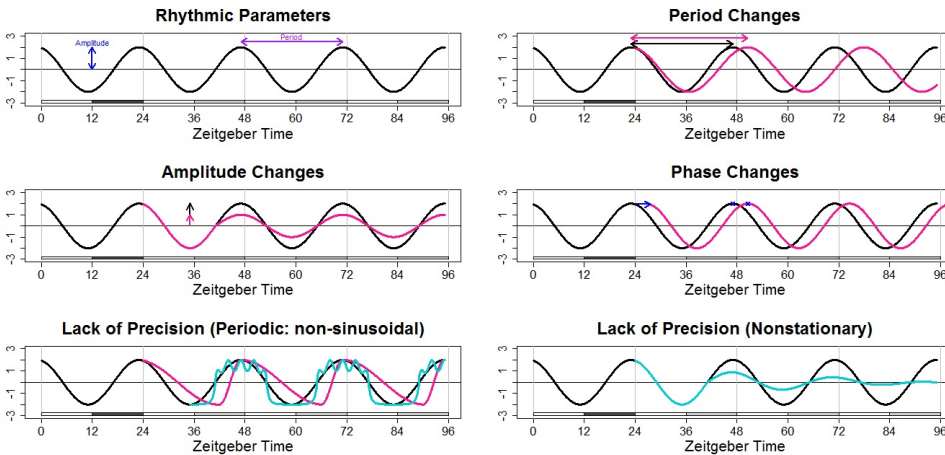 Rhythmic Parameters
3
1
-1
-3
Amplitude
Period
0 12 24 36 48 60 72 84 96
Zeitgeber Time
Period Changes
3
1
-1
-3
0 12 24 36 48 60 72 84 96
Zeitgeber Time
Amplitude Changes
3
1
-1
-3
0 12 24 36 48 60 72 84 96
Zeitgeber Time
Phase Changes
3
1
-1
-3
0 12 24 36 48 60 72 84 96
Zeitgeber Time
Lack of Precision (Periodic: non-sinusoidal)
3
1
-1
-3
0 12 24 36 48 60 72 84 96
Zeitgeber Time
Lack of Precision (Nonstationary)
3
1
-1
-3
0 12 24 36 48 60 72 84 96
Zeitgeber Time